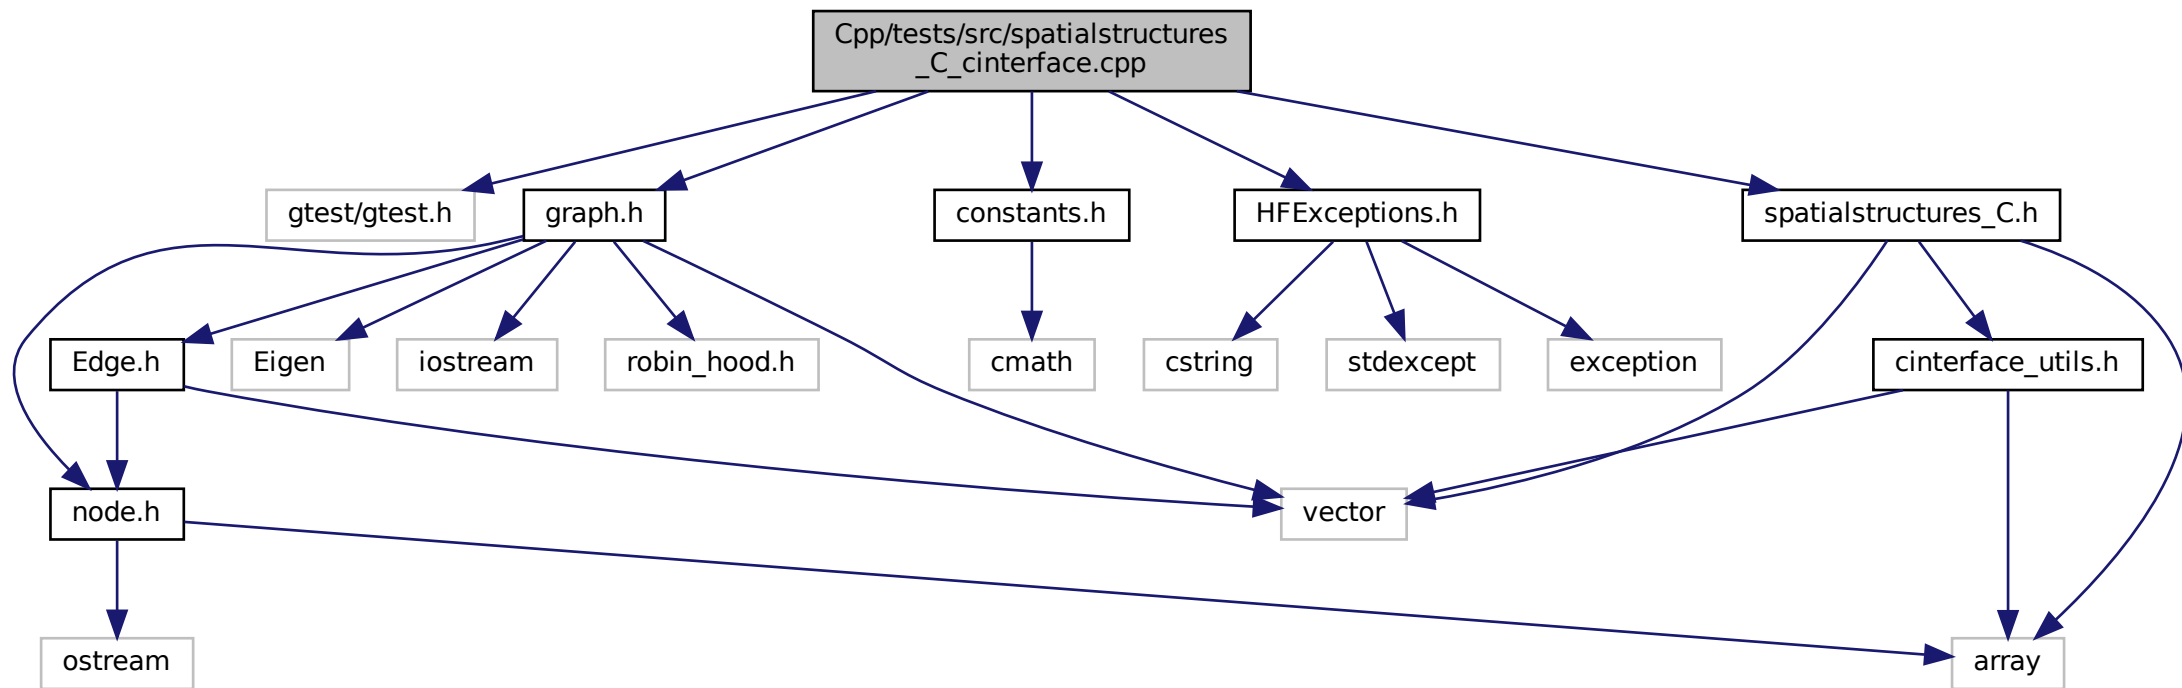 Cpp/tests/src/spatialstructures
_C_cinterface.cpp
gtest/gtest.h
graph.h
constants.h
HFExceptions.h
spatialstructures_C.h
Edge.h
Eigen
iostream
robin_hood.h
cmath
cstring
stdexcept
exception
cinterface_utils.h
node.h
vector
ostream
array